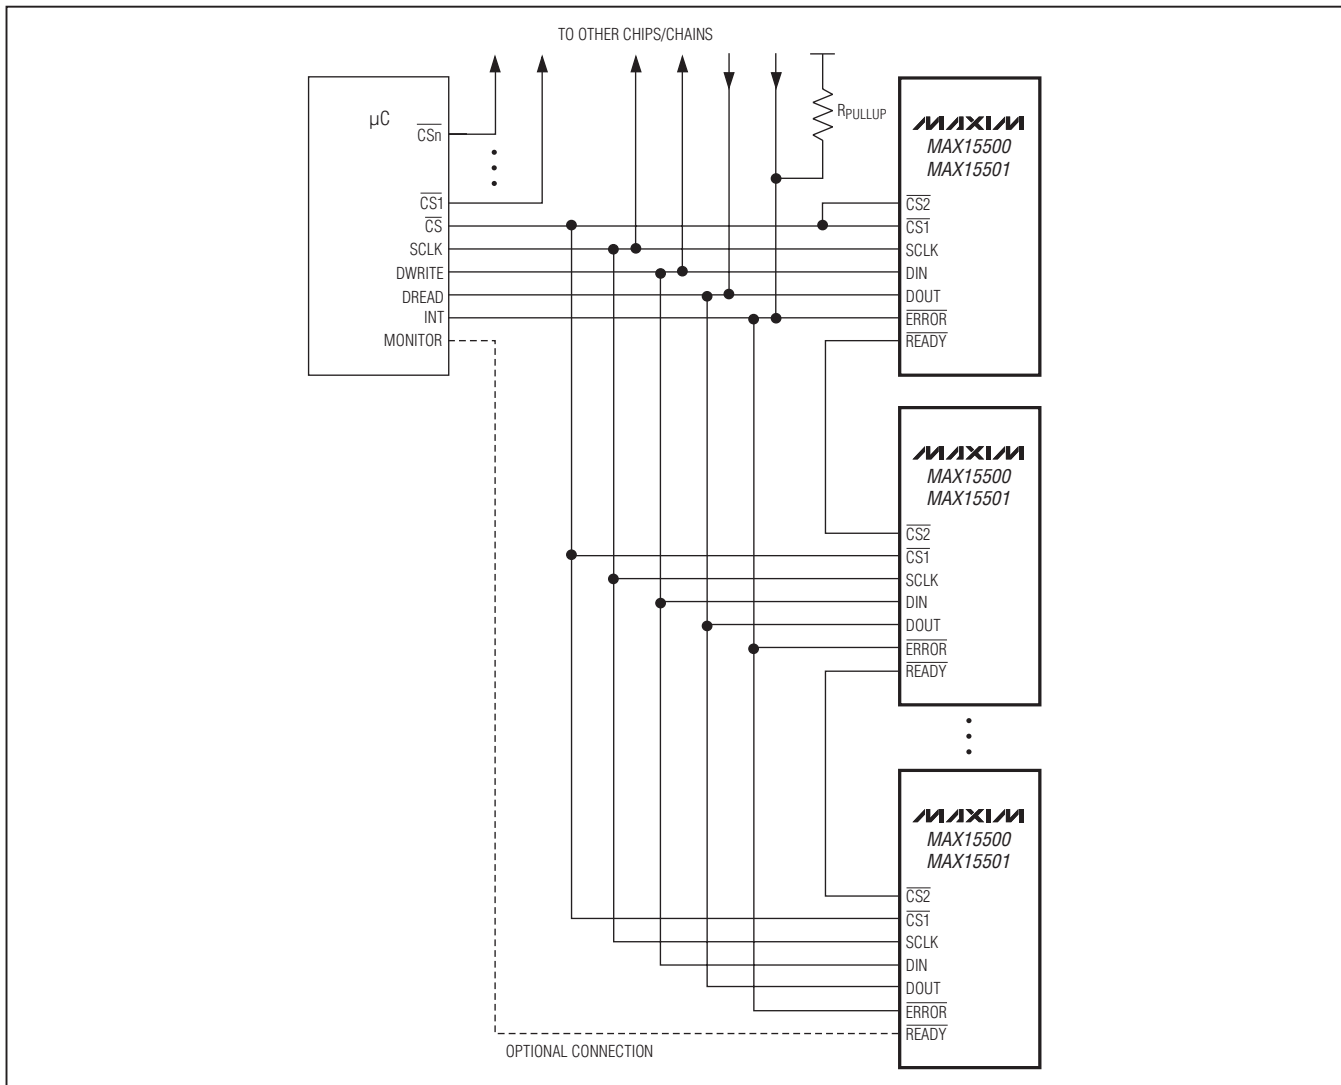 TO OTHER CHIPS/CHAINS
µC
CSn
CS1
CS
SCLK
DWRITE
DREAD
INT
MONITOR
RPULLUP
MAXIM
MAX15500
MAX15501
CS2
CS1
SCLK
DIN
DOUT
ERROR
READY
MAXIM
MAX15500
MAX15501
CS2
CS1
SCLK
DIN
DOUT
ERROR
READY
MAXIM
MAX15500
MAX15501
CS2
CS1
SCLK
DIN
DOUT
ERROR
READY
OPTIONAL CONNECTION